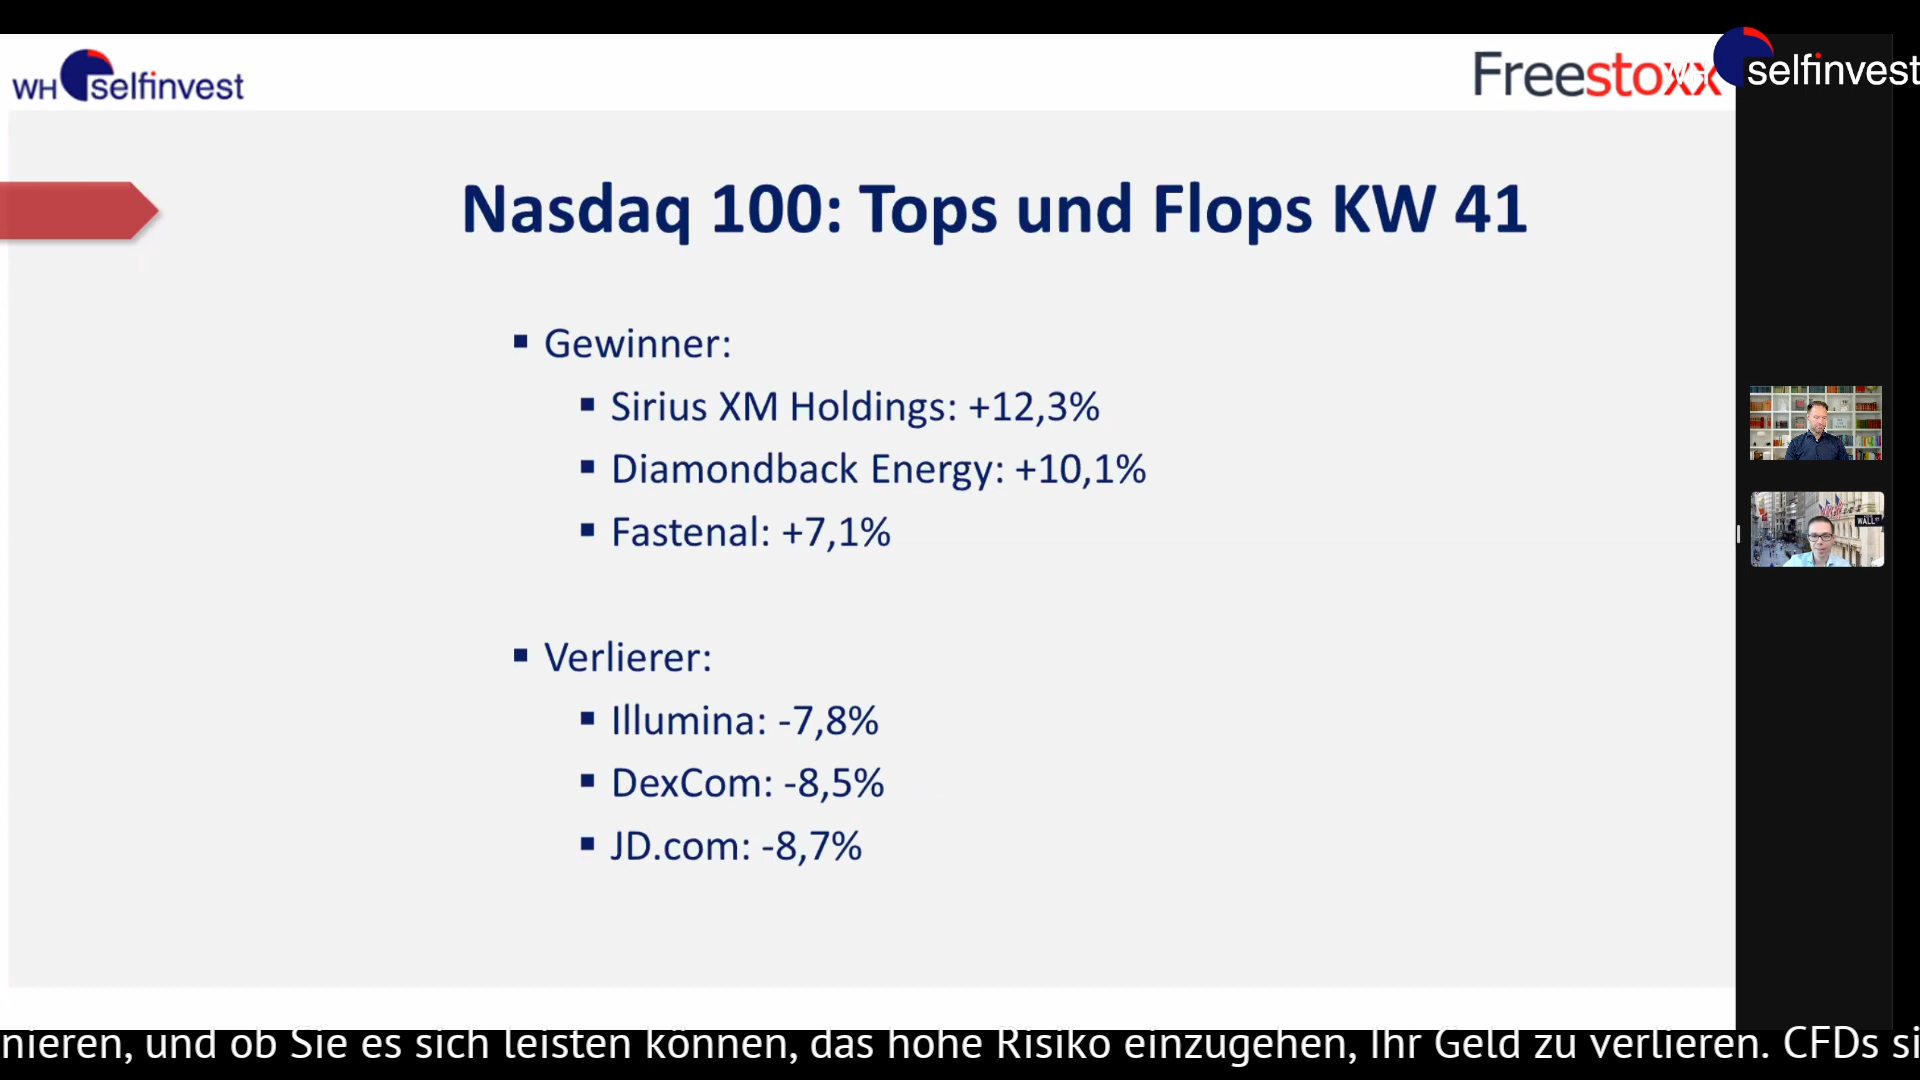 WH selfinvest
Freestoxx
WH selfinvest
Nasdaq 100: Tops und Flops KW 41
Gewinner:
Sirius XM Holdings: +12,3%
Diamondback Energy: +10,1%
Fastenal: +7,1%
Verlierer:
Illumina: -7,8%
DexCom: -8,5%
JD.com: -8,7%
WALL
nieren, und ob Sie es sich leisten können, das hohe Risiko einzugehen, Ihr Geld zu verlieren. CFDs si